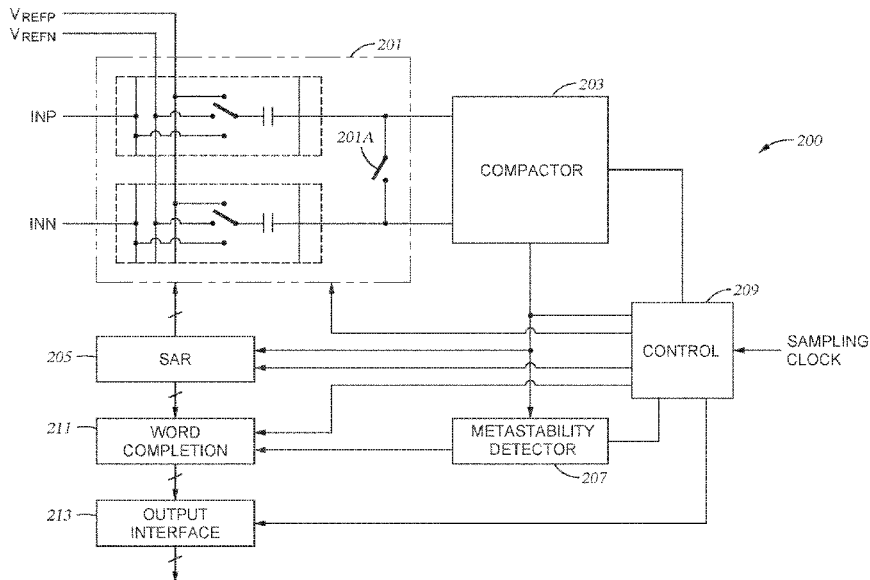 VREFP
VREFN
201
203
INP
201A
200
COMPACTOR
INN
209
205
SAR
CONTROL
SAMPLING
CLOCK
211
WORD
COMPLETION
METASTABILITY
DETECTOR
207
213
OUTPUT
INTERFACE